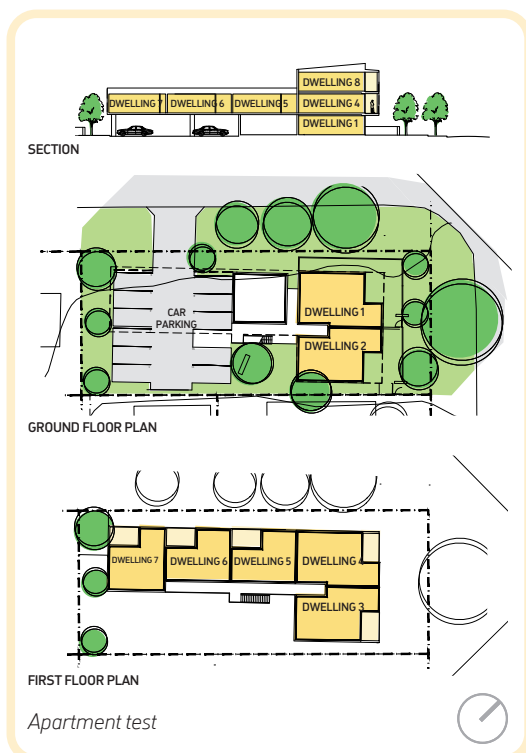 DWELLING 8
DWELLING 7 DWELLING 6 DWELLING 5 DWELLING 4
DWELLING 1
SECTION
CAR
PARKING
DWELLING 1
DWELLING 2
GROUND FLOOR PLAN
DWELLING 7 DWELLING 6 DWELLING 5 DWELLING 4
DWELLING 3
FIRST FLOOR PLAN
Apartment test